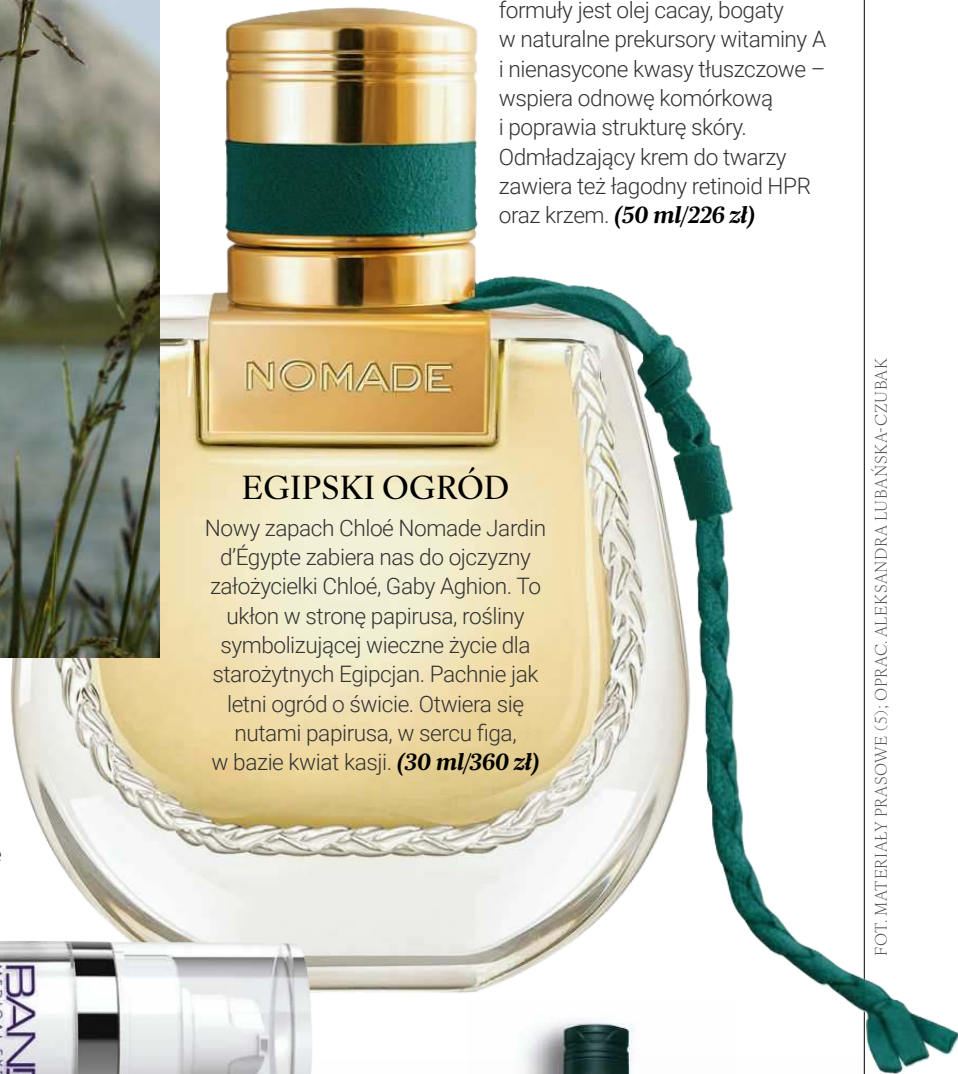 formuły jest olej cacay, bogaty
w naturalne prekursory witaminy A
i nienasycone kwasy tłuszczowe –
wspiera odnowę komórkową
i poprawia strukturę skóry.
Odmładzający krem do twarzy
zawiera też łagodny retinoid HPR
oraz krzem. (50 ml/226 zł)
NOMADE
EGIPSKI OGRÓD
Nowy zapach Chloé Nomade Jardin
d’Égypte zabiera nas do ojczyzny
założycielki Chloé, Gaby Aghion. To
ukłon w stronę papirusa, rośliny
symbolizującej wieczne życie dla
starożytnych Egipcjan. Pachnie jak
letni ogród o świcie. Otwiera się
nutami papirusa, w sercu figa,
w bazie kwiat kasji. (30 ml/360 zł)
FOT. MATERIAŁY PRASOWE (5); OPRAC. ALEKSANDRA LUBAŃSKA-CZUBAK